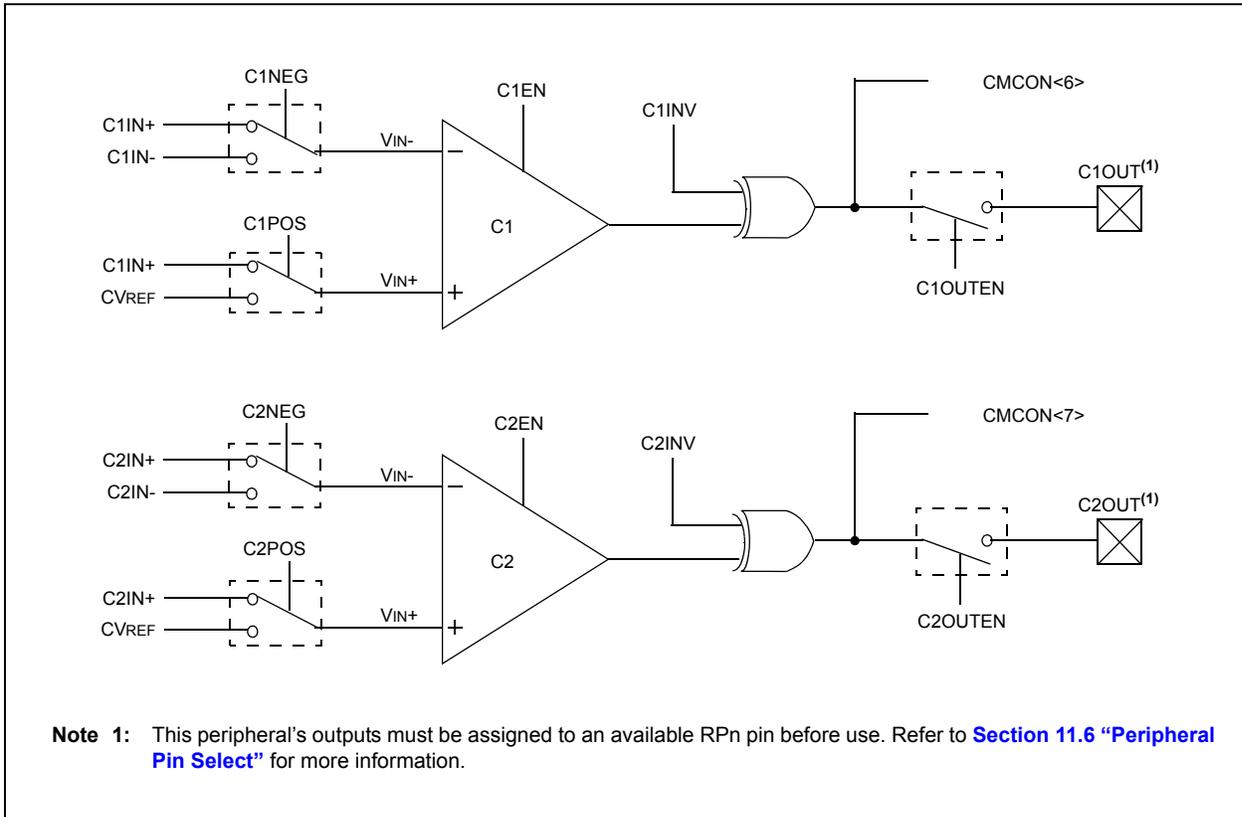 C1NEG
C1EN
C1INV
CMCON<6>
C1IN+
C1IN-
VIN-
−
C1OUT(1)
C1POS
C1
C1IN+
CVREF
VIN+
+
C1OUTEN
C2NEG
C2EN
C2INV
CMCON<7>
C2IN+
C2IN-
VIN-
−
C2OUT(1)
C2POS
C2
C2IN+
CVREF
VIN+
+
C2OUTEN
Note 1: This peripheral’s outputs must be assigned to an available RPn pin before use. Refer to Section 11.6 “Peripheral
Pin Select” for more information.